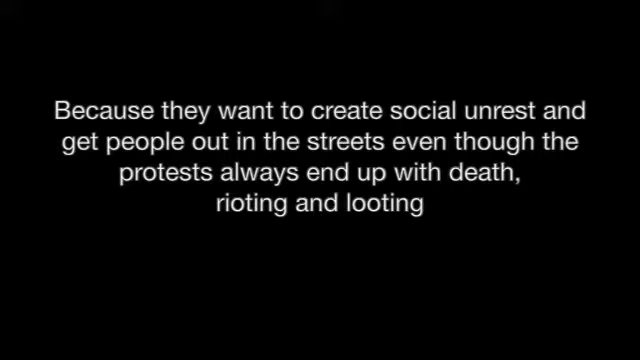 Because they want to create social unrest and
get people out in the streets even though the
protests always end up with death,
rioting and looting